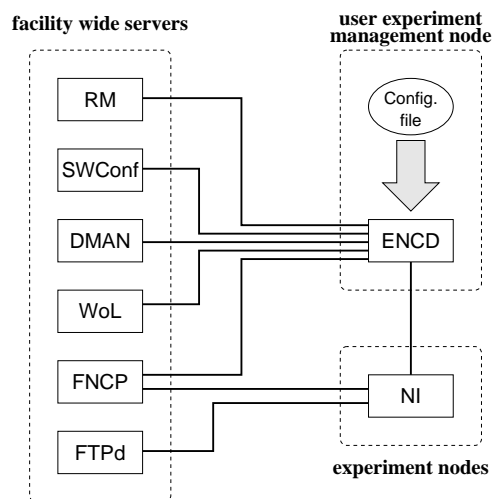 facility wide servers
user experiment
management node
RM
SWConf
DMAN
WoL
FNCP
FTPd
Config.
file
ENCD
NI
experiment nodes